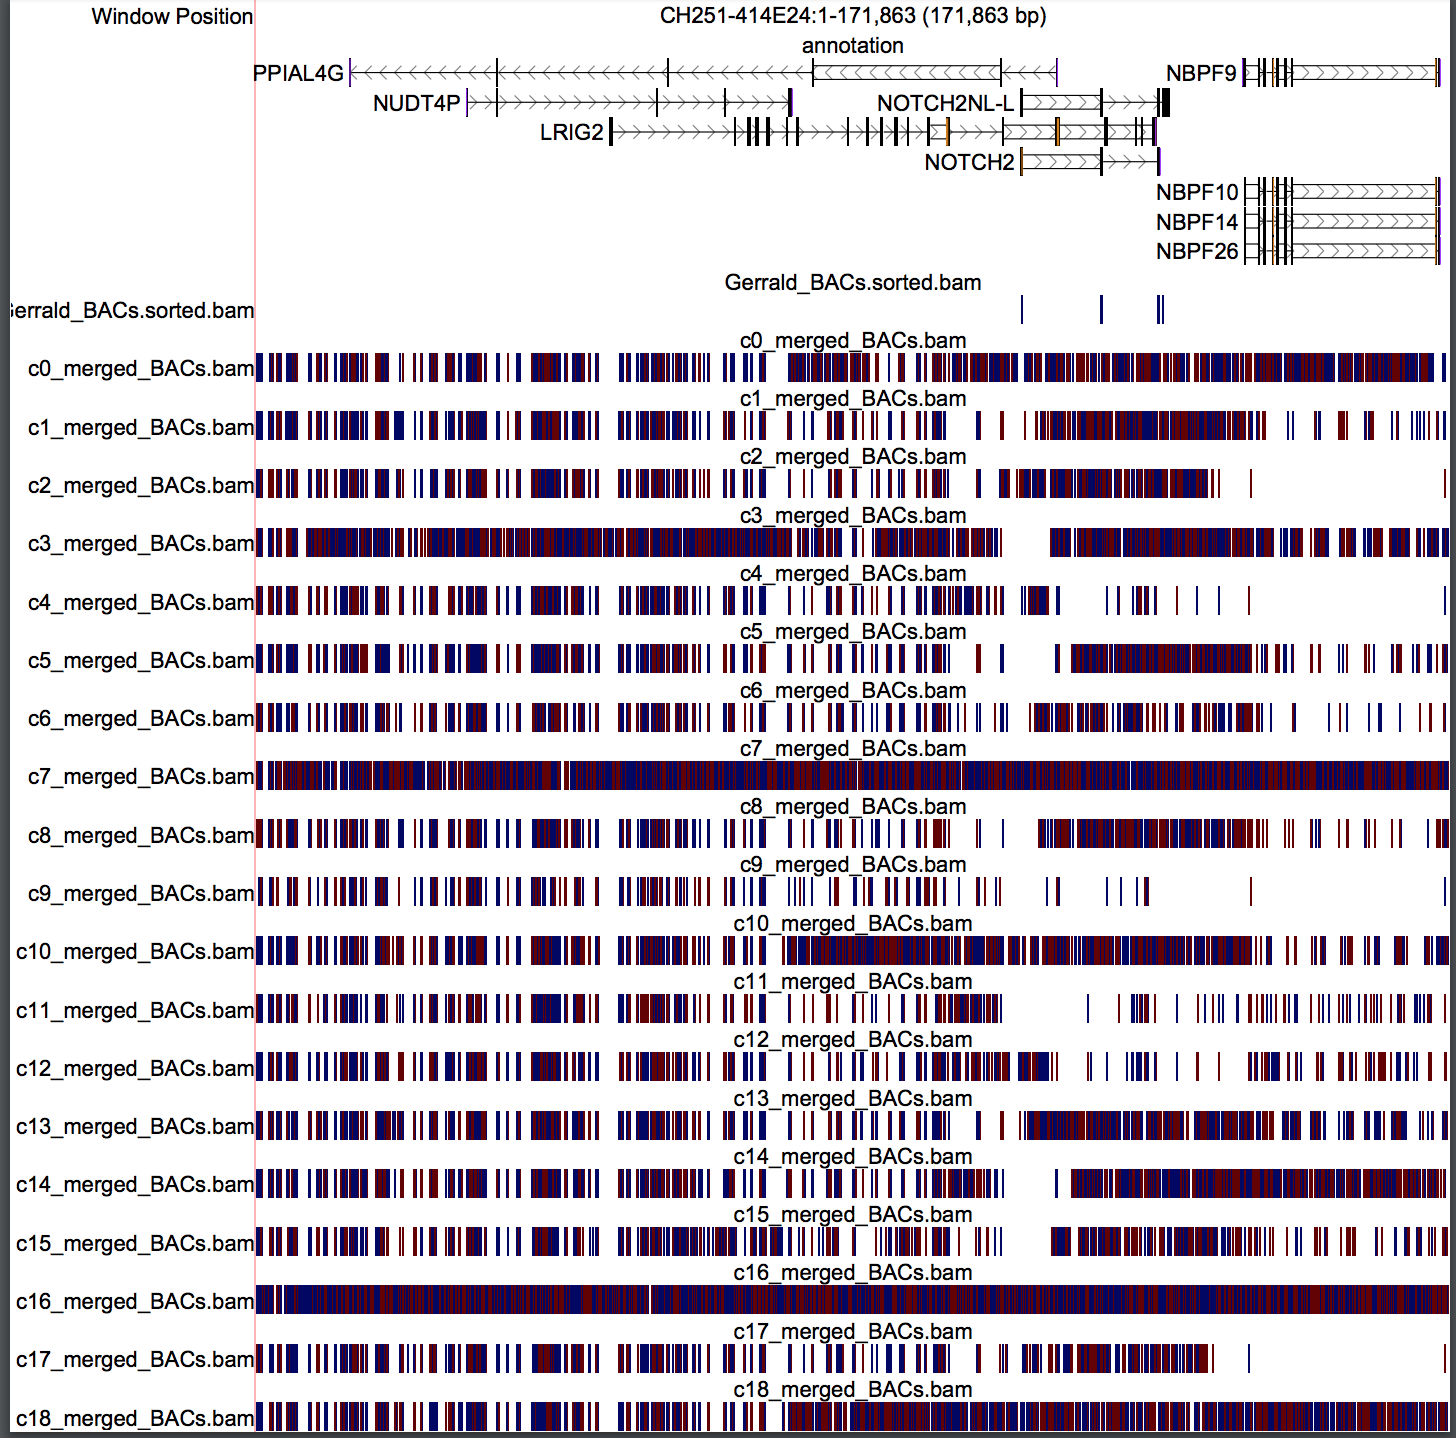 Window Position CH251-414E24:1-171,863 (171,863 bp)
annotation
PPIAL4G NBPF9
NUDT4P NOTCH2NL-L
LRIG2
NOTCH2
NBPF10
NBPF14
NBPF26
Gerrald_BACs.sorted.bam
Gerrald_BACs.sorted.bam
c0_merged_BACs.bam
c0_merged_BACs.bam
c1_merged_BACs.bam
c1_merged_BACs.bam
c2_merged_BACs.bam
c2_merged_BACs.bam
c3_merged_BACs.bam
c3_merged_BACs.bam
c4_merged_BACs.bam
c4_merged_BACs.bam
c5_merged_BACs.bam
c5_merged_BACs.bam
c6_merged_BACs.bam
c6_merged_BACs.bam
c7_merged_BACs.bam
c7_merged_BACs.bam
c8_merged_BACs.bam
c8_merged_BACs.bam
c9_merged_BACs.bam
c9_merged_BACs.bam
c10_merged_BACs.bam
c10_merged_BACs.bam
c11_merged_BACs.bam
c11_merged_BACs.bam
c12_merged_BACs.bam
c12_merged_BACs.bam
c13_merged_BACs.bam
c13_merged_BACs.bam
c14_merged_BACs.bam
c14_merged_BACs.bam
c15_merged_BACs.bam
c15_merged_BACs.bam
c16_merged_BACs.bam
c16_merged_BACs.bam
c17_merged_BACs.bam
c17_merged_BACs.bam
c18_merged_BACs.bam
c18_merged_BACs.bam